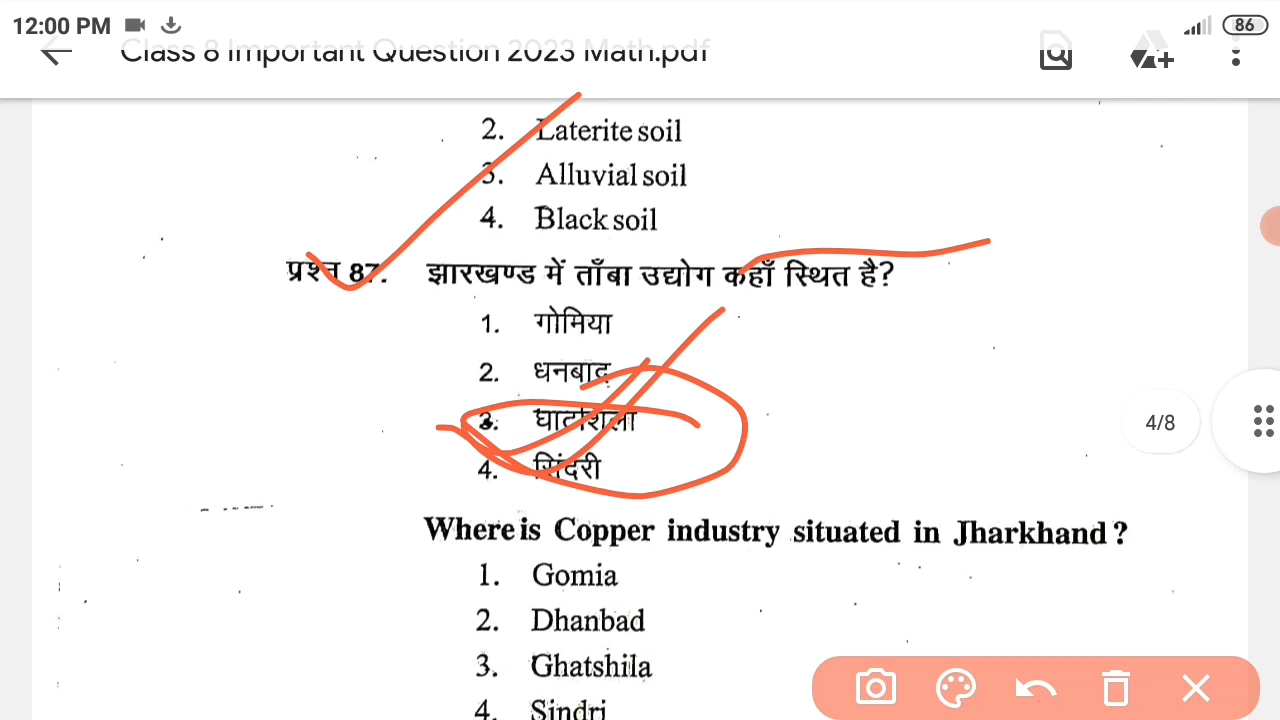 12:00 PM
86
Class 8 Important Question 2023 Math.pdf
2. Laterite soil
3. Alluvial soil
4. Black soil
प्रश्न 87. झारखण्ड में ताँबा उद्योग कहाँ स्थित है?
1. गोमिया
2. धनबाद
3. घाटशिला
4. सिंदरी
4/8
Where is Copper industry situated in Jharkhand ?
1. Gomia
2. Dhanbad
3. Ghatshila
4. Sindri